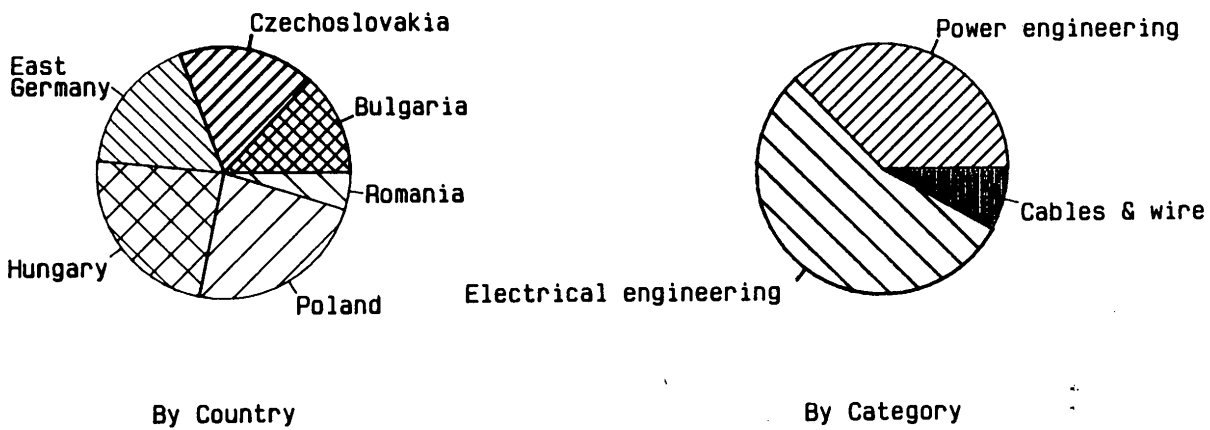 Czechoslovakia
East
Germany
Bulgaria
Romania
Hungary
Poland
By Country
Power engineering
Cables & wire
Electrical engineering
By Category